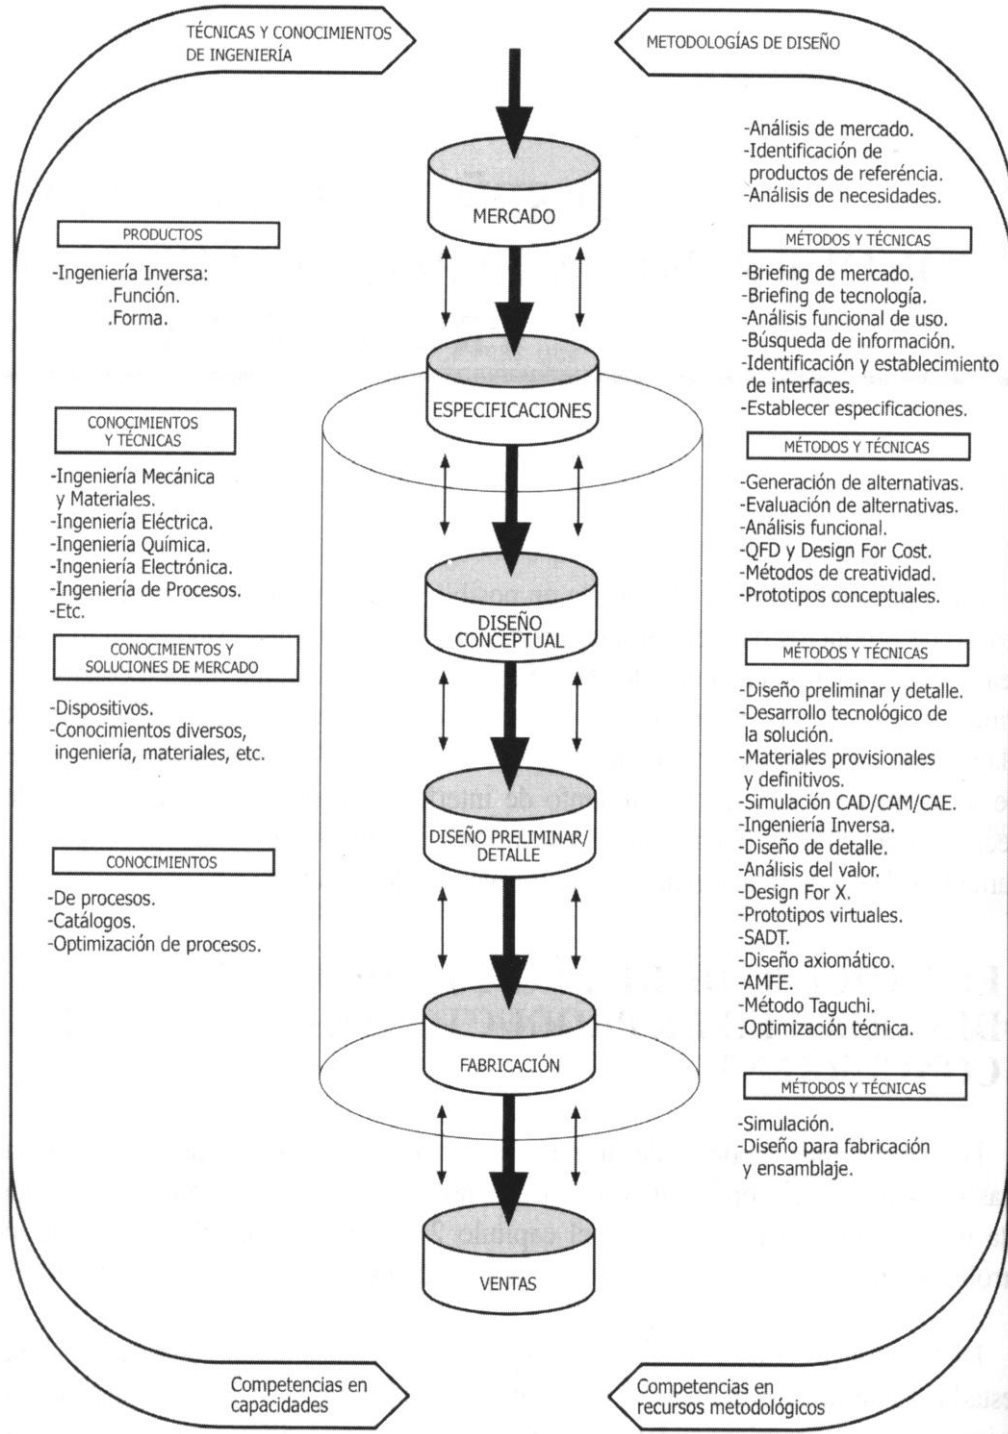 TÉCNICAS Y CONOCIMIENTOS
DE INGENIERÍA
METODOLOGÍAS DE DISEÑO
-Análisis de mercado.
-Identificación de
productos de referéncia.
-Análisis de necesidades.
MERCADO
PRODUCTOS
-Ingeniería Inversa:
.Función.
.Forma.
MÉTODOS Y TÉCNICAS
-Briefing de mercado.
-Briefing de tecnología.
-Análisis funcional de uso.
-Búsqueda de información.
-Identificación y establecimiento
de interfaces.
-Establecer especificaciones.
ESPECIFICACIONES
CONOCIMIENTOS
Y TÉCNICAS
-Ingeniería Mecánica
y Materiales.
-Ingeniería Eléctrica.
-Ingeniería Química.
-Ingeniería Electrónica.
-Ingeniería de Procesos.
-Etc.
MÉTODOS Y TÉCNICAS
-Generación de alternativas.
-Evaluación de alternativas.
-Análisis funcional.
-QFD y Design For Cost.
-Métodos de creatividad.
-Prototipos conceptuales.
DISEÑO
CONCEPTUAL
CONOCIMIENTOS Y
SOLUCIONES DE MERCADO
-Dispositivos.
-Conocimientos diversos,
ingeniería, materiales, etc.
MÉTODOS Y TÉCNICAS
-Diseño preliminar y detalle.
-Desarrollo tecnológico de
la solución.
-Materiales provisionales
y definitivos.
-Simulación CAD/CAM/CAE.
-Ingeniería Inversa.
-Diseño de detalle.
-Análisis del valor.
-Design For X.
-Prototipos virtuales.
-SADT.
-Diseño axiomático.
-AMFE.
-Método Taguchi.
-Optimización técnica.
DISEÑO PRELIMINAR/
DETALLE
CONOCIMIENTOS
-De procesos.
-Catálogos.
-Optimización de procesos.
FABRICACIÓN
MÉTODOS Y TÉCNICAS
-Simulación.
-Diseño para fabricación
y ensamblaje.
VENTAS
Competencias en
capacidades
Competencias en
recursos metodológicos